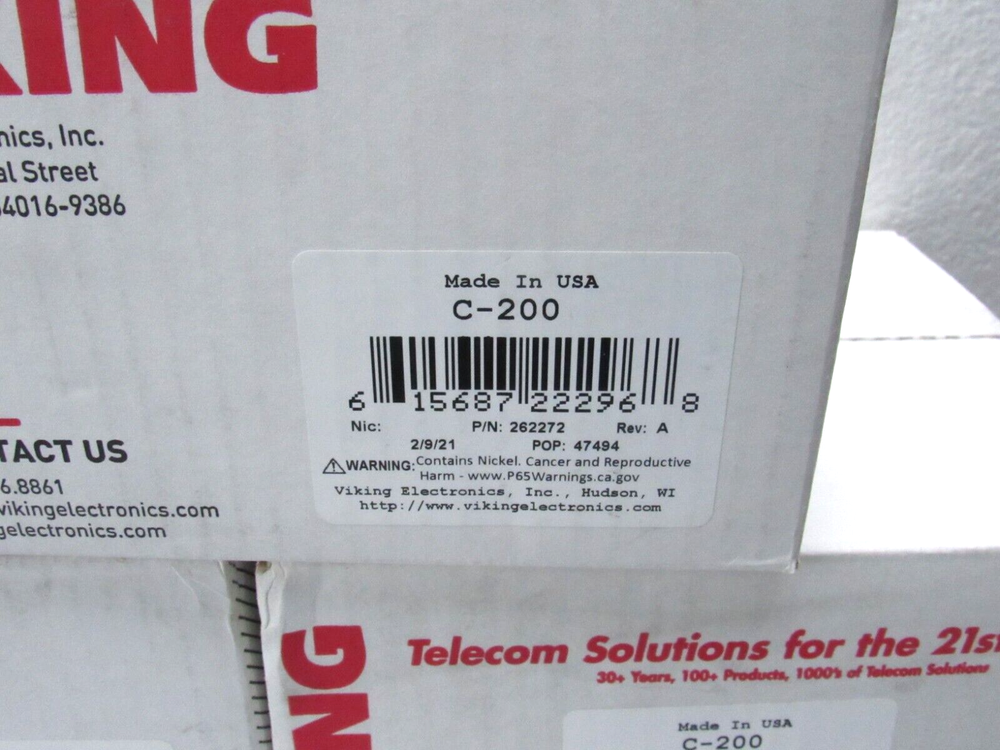 KING
nics, Inc.
al Street
4016-9386
Made In USA
C-200
6 15687 22296 8
Nic: P/N: 262272 Rev: A
2/9/21 POP: 47494
WARNING: Contains Nickel. Cancer and Reproductive
Harm - www.P65Warnings.ca.gov
Viking Electronics, Inc., Hudson, WI
http://www.vikingelectronics.com
TACT US
6.8861
vikingelectronics.com
gelectronics.com
NG
Telecom Solutions for the 21st
30+ Years, 100+ Products, 1000's of Telecom Solutions
Made In USA
C-200